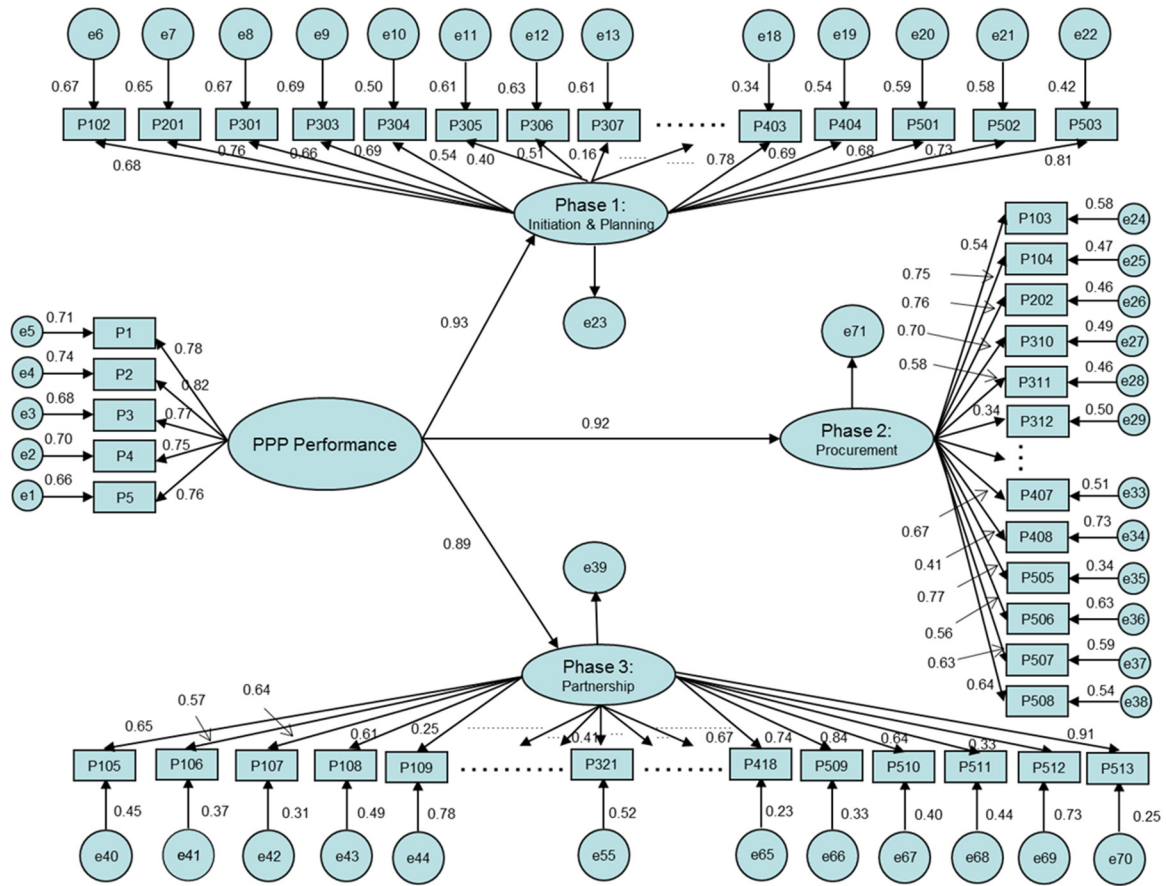 e6 e7 e8 e9 e10 e11 e12 e13 e18 e19 e20 e21 e22
0.67 0.65 0.67 0.69 0.50 0.61 0.63 0.61 0.34 0.54 0.59 0.58 0.42
P102 P201 P301 P303 P304 P305 P306 P307 P403 P404 P501 P502 P503
0.68 0.76 0.66 0.69 0.54 0.40 0.51 0.16 0.78 0.69 0.68 0.73 0.81
Phase 1:
Initiation & Planning
e23
0.93
e5 0.71 P1 0.78
e4 0.74 P2 0.82
e3 0.68 P3 0.77
e2 0.70 P4 0.75
e1 0.66 P5 0.76
PPP Performance
0.92
0.89
e71
Phase 2:
Procurement
0.54 P103 0.58 e24
0.75 P104 0.47 e25
0.76 P202 0.46 e26
0.70 P310 0.49 e27
0.58 P311 0.46 e28
0.34 P312 0.50 e29
0.67 P407 0.51 e33
0.41 P408 0.73 e34
0.77 P505 0.34 e35
0.56 P506 0.63 e36
0.63 P507 0.59 e37
0.64 P508 0.54 e38
e39
Phase 3:
Partnership
0.65 0.57 0.64 0.61 0.25 0.41 0.67 0.74 0.84 0.64 0.33 0.91
P105 P106 P107 P108 P109 P321 P418 P509 P510 P511 P512 P513
0.45 0.37 0.31 0.49 0.78 0.52 0.23 0.33 0.40 0.44 0.73 0.25
e40 e41 e42 e43 e44 e55 e65 e66 e67 e68 e69 e70